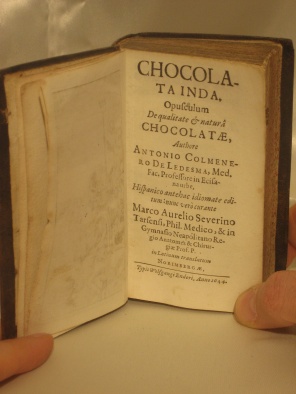 CHOCOLA-
TA INDA.
Opusculum
De qualitate & naturâ
CHOCOLATÆ,
Authore
ANTONIO COLMENE-
RO DE LEDESMA, Med.
Fac. Professore in Ecija-
nensi,
Hispanico antehac idiomate edi-
tum: nunc verò curante
MARCO AURELIO SEVERINO
Tarsensi, Phil. Medico, & in
Gymnasio Neapolitano Re-
gio Anatomes & Chirur-
giæ Prof. P.
in Latinum translatum
NORIMBERGÆ,
Typis Wolfgangi Enderi, Anno 1644.